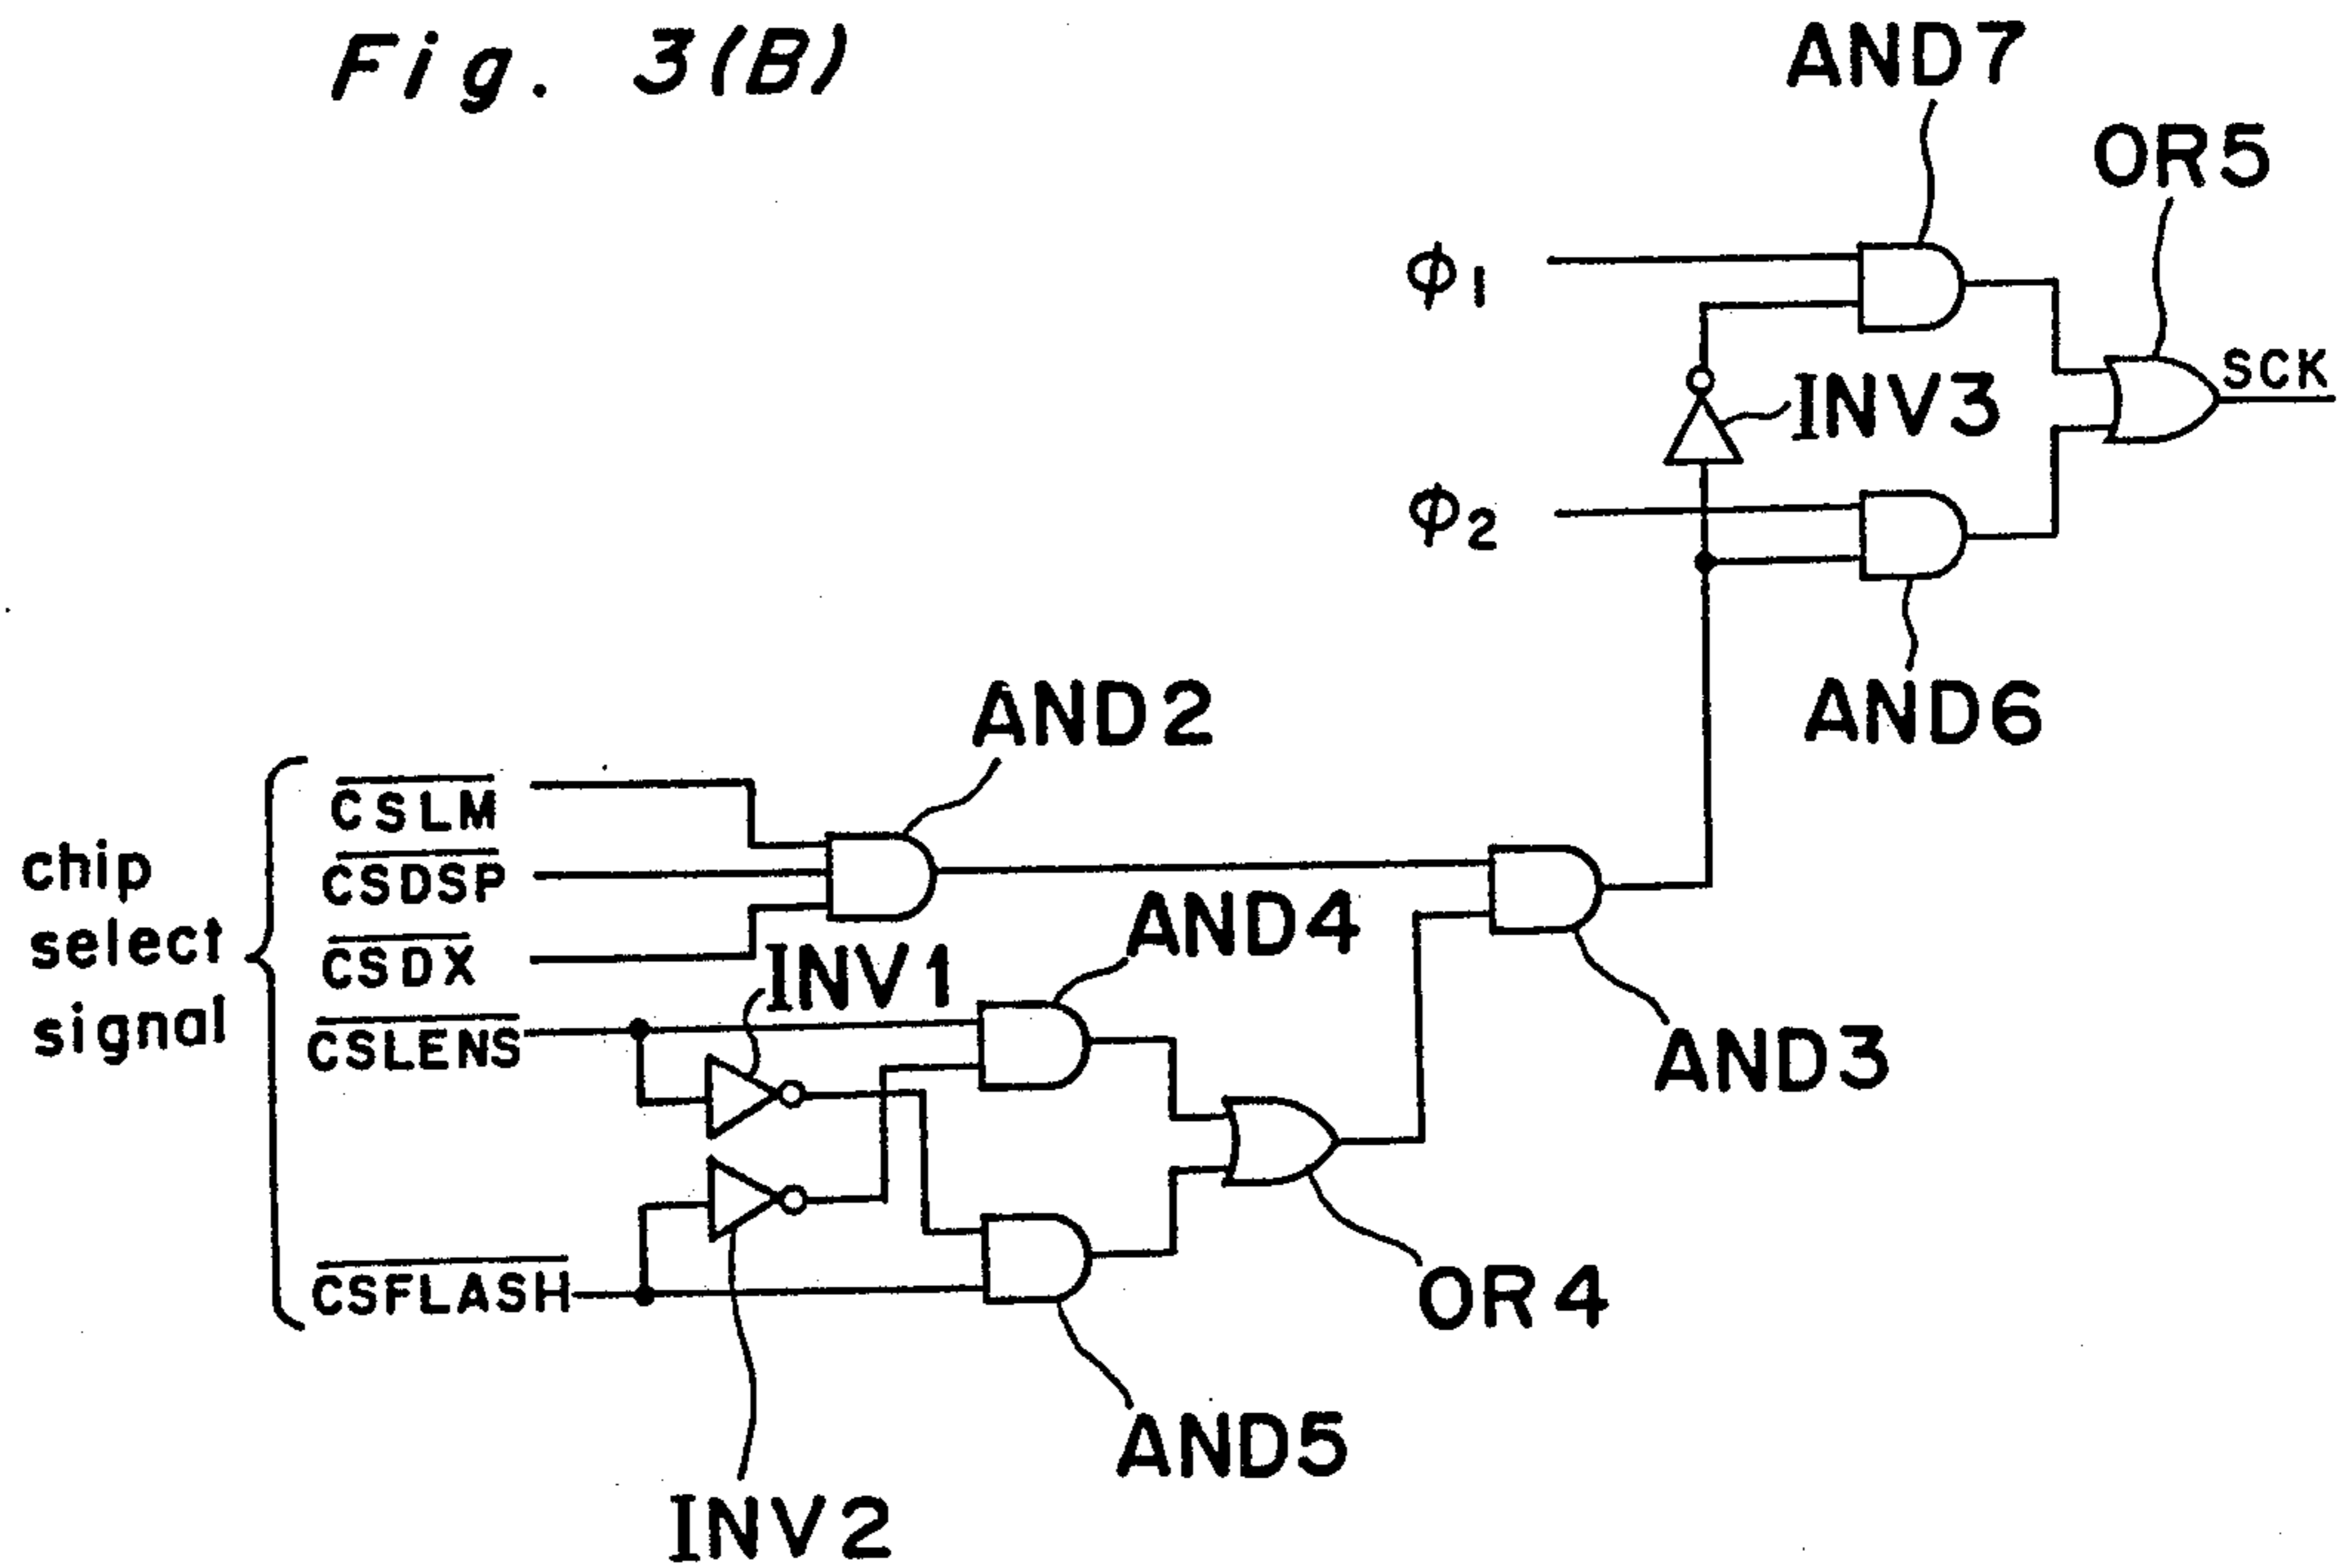 Fig. 3(B)
AND7
OR5
ϕ1
SCK
INV3
ϕ2
AND6
AND2
chip
select
signal
CSLM
CSDSP
CSDX
INV1
AND4
CSLENS
AND3
CSFLASH
OR4
AND5
INV2